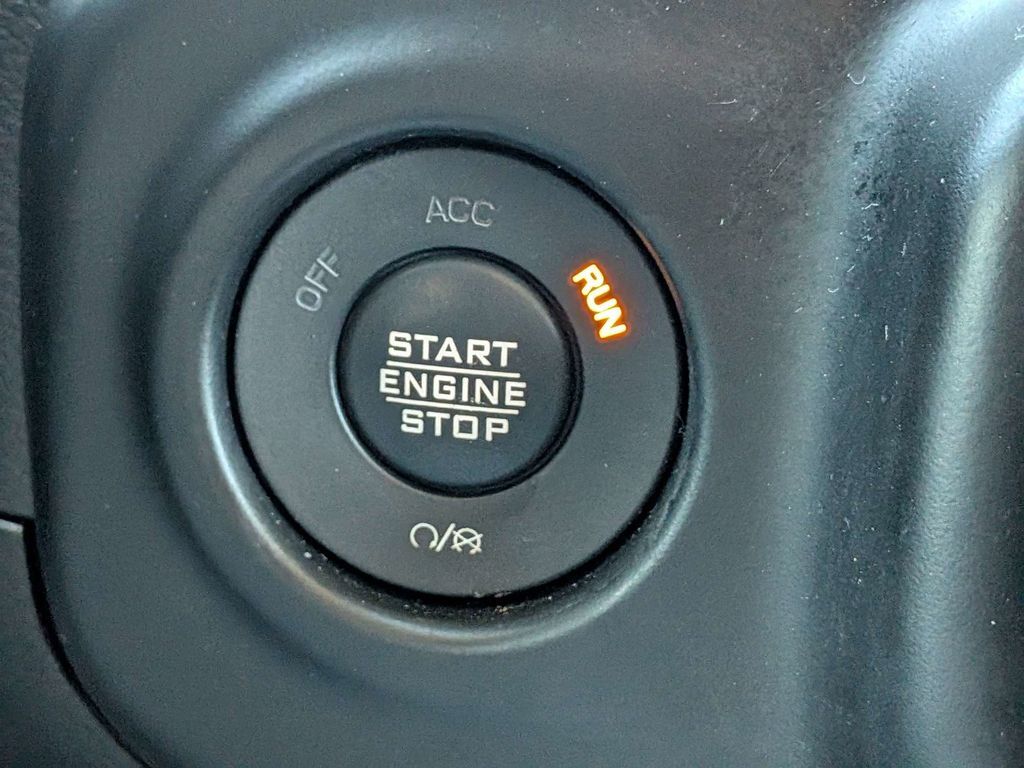 ACC
OFF
RUN
START
ENGINE
STOP